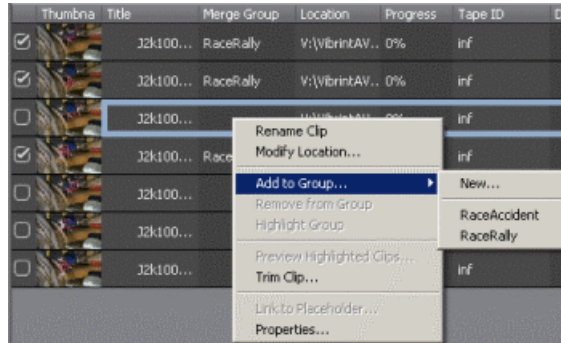 Thumbna Title Merge Group Location Progress Tape ID D
J2k100... RaceRally V:\VibrintAV.. 0% inf
J2k100... RaceRally V:\VibrintAV.. 0% inf
J2k100...
Rename Clip
Modify Location...
J2k100... Race inf
Add to Group...
New...
Remove from Group
J2k100...
Highlight Group
RaceAccident
RaceRally
J2k100...
Preview Highlighted Clips...
Trim Clip...
J2k100... inf
Link to Placeholder...
Properties...